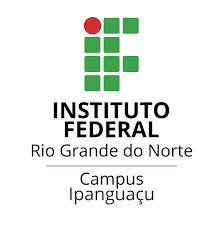 INSTITUTO
FEDERAL
Rio Grande do Norte
Campus
Ipanguaçu